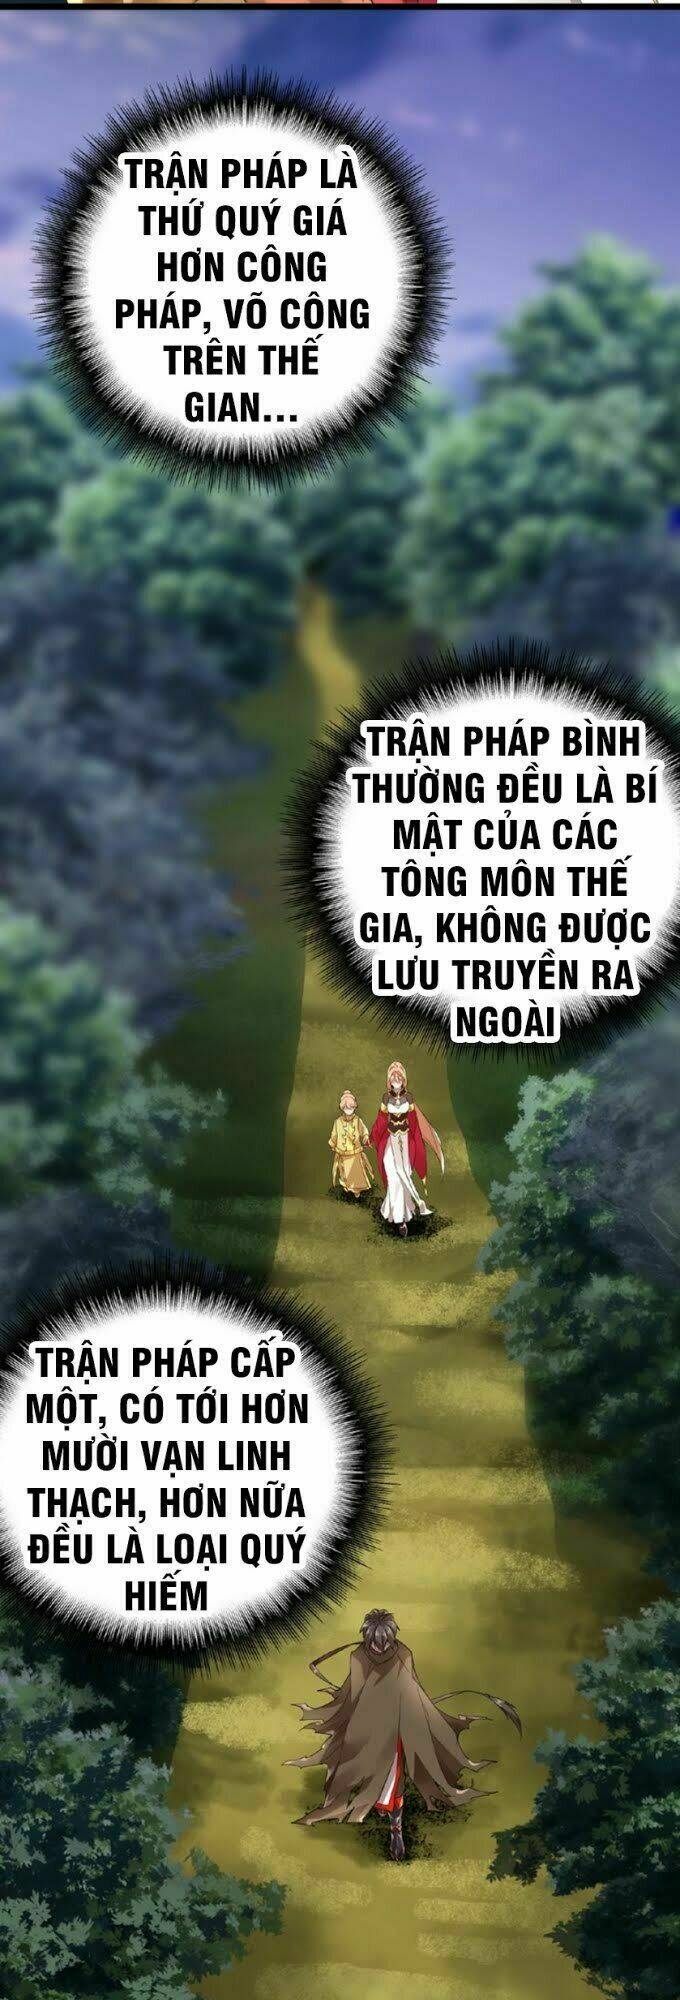 TRẬN PHÁP LÀ
THỨ QUÝ GIÁ
HƠN CÔNG
PHÁP, VÕ CÔNG
TRÊN THẾ
GIAN...
TRẬN PHÁP BÌNH
THƯỜNG ĐỀU LÀ BÍ
MẬT CỦA CÁC
TÔNG MÔN THẾ
GIA, KHÔNG ĐƯỢC
LƯU TRUYỀN RA
NGOÀI
TRẬN PHÁP CẤP
MỘT, CÓ TỚI HƠN
MƯỜI VẠN LINH
THẠCH, HƠN NỮA
ĐỀU LÀ LOẠI QUÝ
HIẾM